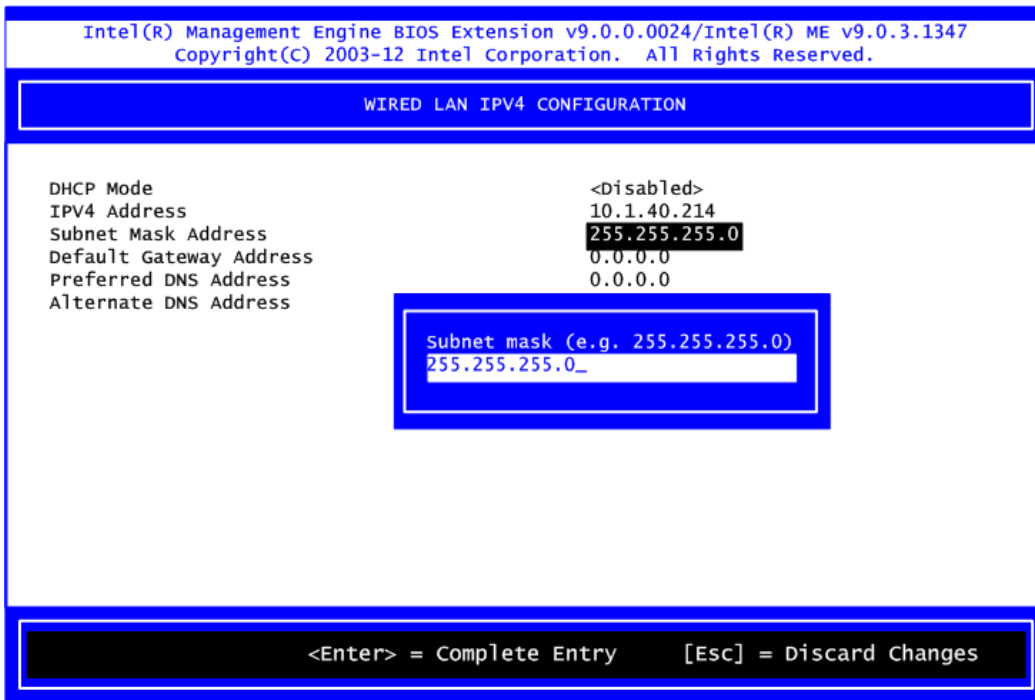 Intel(R) Management Engine BIOS Extension v9.0.0.0024/Intel(R) ME v9.0.3.1347
Copyright(C) 2003-12 Intel Corporation. All Rights Reserved.
WIRED LAN IPV4 CONFIGURATION
DHCP Mode <Disabled>
IPV4 Address 10.1.40.214
Subnet Mask Address 255.255.255.0
Default Gateway Address 0.0.0.0
Preferred DNS Address 0.0.0.0
Alternate DNS Address
Subnet mask (e.g. 255.255.255.0)
255.255.255.0_
<Enter> = Complete Entry [Esc] = Discard Changes